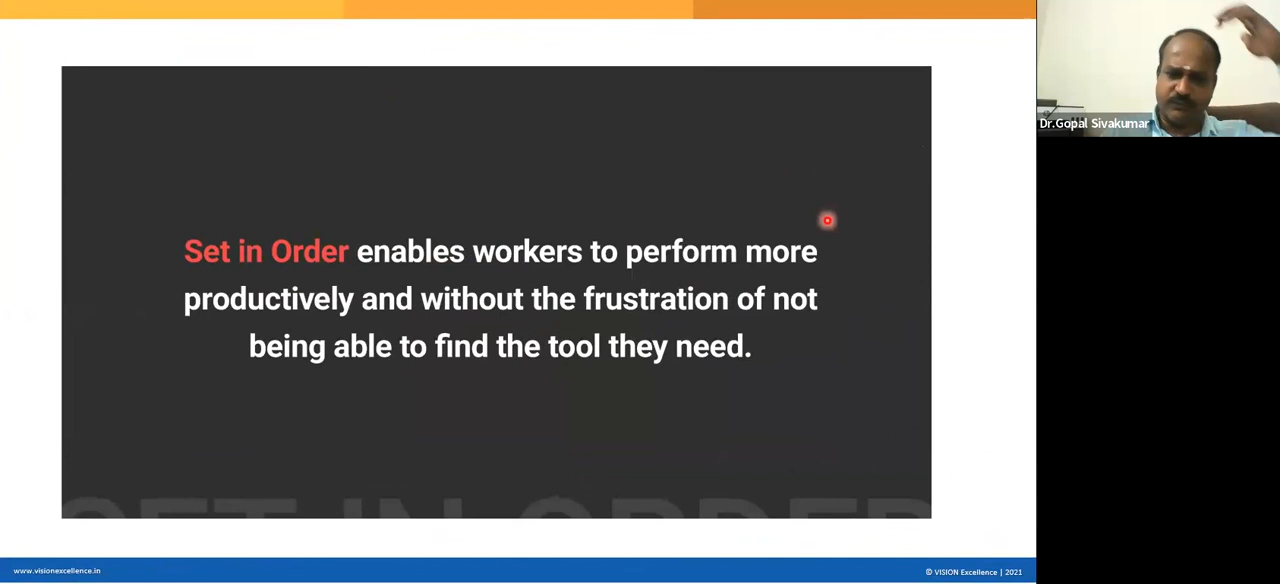 Set in Order enables workers to perform more
productively and without the frustration of not
being able to find the tool they need.
SET IN ORDER
www.visionexcellence.in
© VISION Excellence | 2021
Dr.Gopal Sivakumar